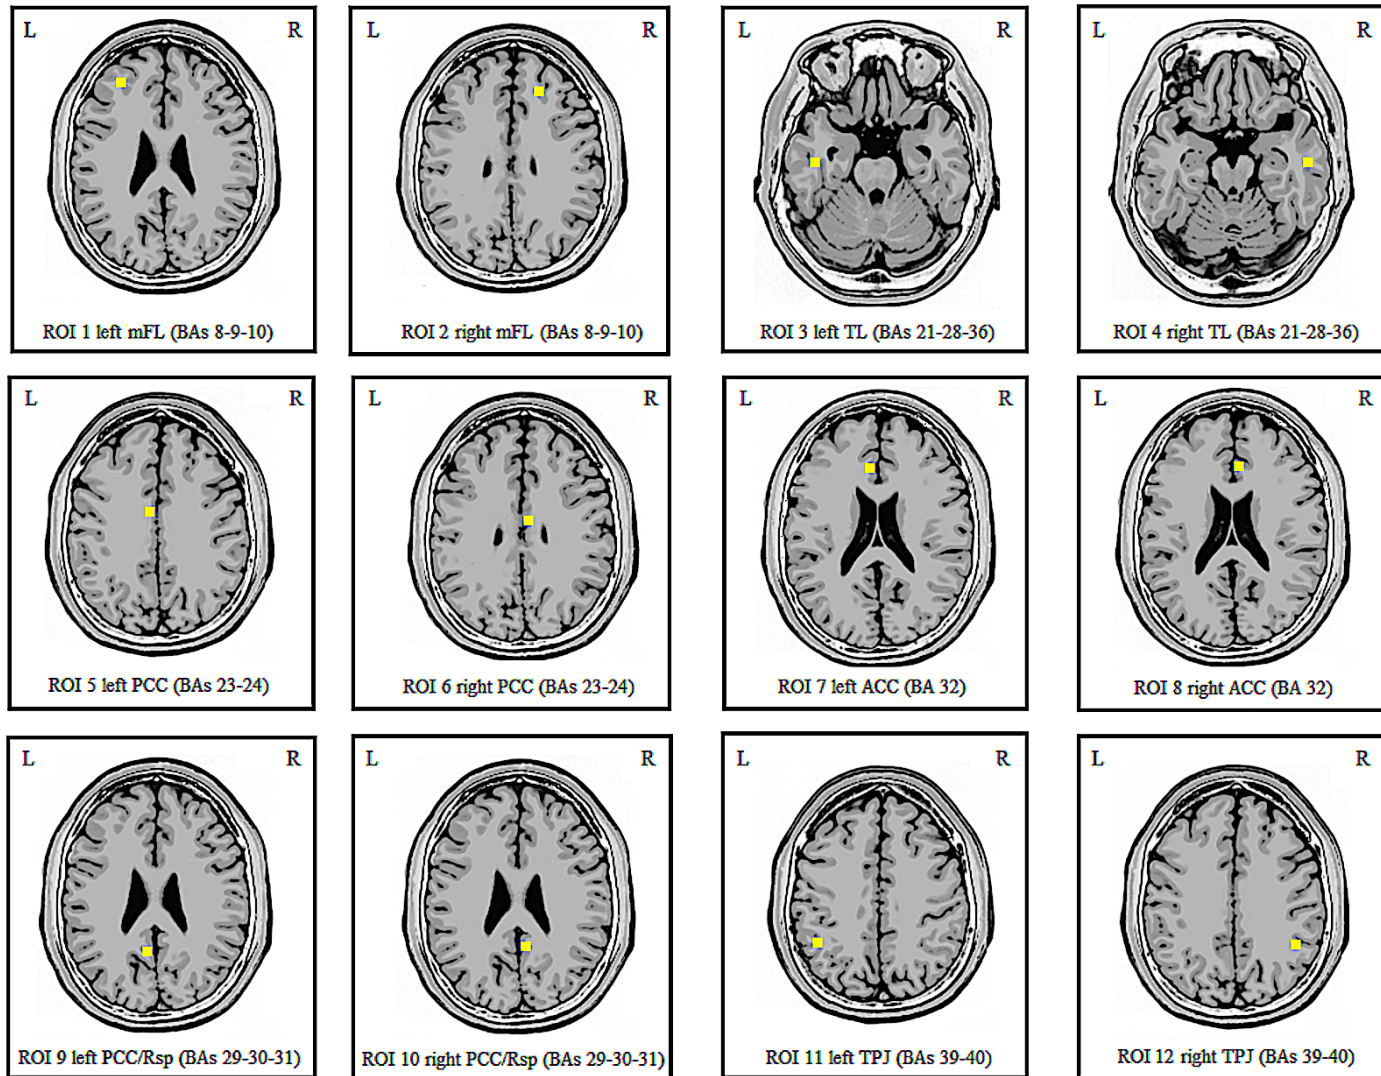 L R
L R
L R
L R
ROI 1 left mFL (BAs 8-9-10)
ROI 2 right mFL (BAs 8-9-10)
ROI 3 left TL (BAs 21-28-36)
ROI 4 right TL (BAs 21-28-36)
L R
L R
L R
L R
ROI 5 left PCC (BAs 23-24)
ROI 6 right PCC (BAs 23-24)
ROI 7 left ACC (BA 32)
ROI 8 right ACC (BA 32)
L R
L R
L R
L R
ROI 9 left PCC/Rsp (BAs 29-30-31)
ROI 10 right PCC/Rsp (BAs 29-30-31)
ROI 11 left TPJ (BAs 39-40)
ROI 12 right TPJ (BAs 39-40)